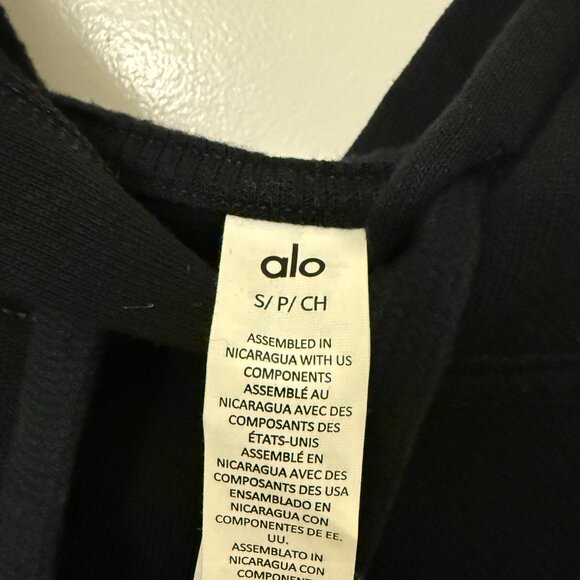 alo
S/ P/ CH
ASSEMBLED IN
NICARAGUA WITH US
COMPONENTS
ASSEMBLÉ AU
NICARAGUA AVEC DES
COMPOSANTS DES
ÉTATS-UNIS
ASSEMBLÉ EN
NICARAGUA AVEC DES
COMPOSANTS DES USA
ENSAMBLADO EN
NICARAGUA CON
COMPONENTES DE EE.
UU.
ASSEMBLATO IN
NICARAGUA CON
COMPONENT